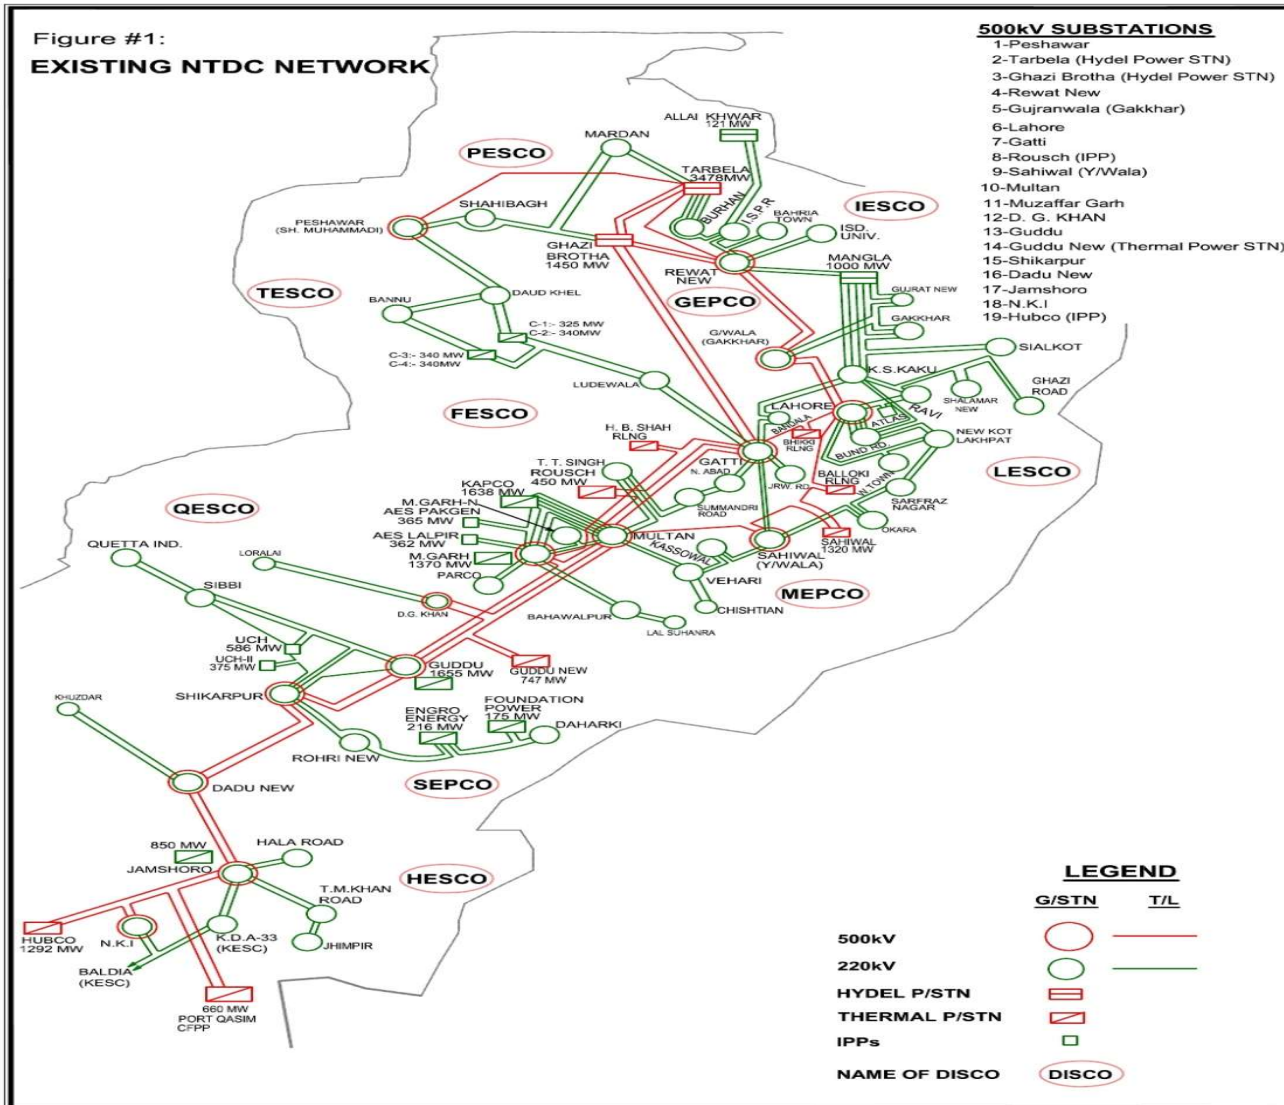 Figure #1:
EXISTING NTDC NETWORK
500kV SUBSTATIONS
1-Peshawar
2-Tarbela (Hydel Power STN)
3-Ghazi Brotha (Hydel Power STN)
4-Rewat New
5-Gujranwala (Gakkhar)
6-Lahore
7-Gatti
8-Rousch (IPP)
9-Sahiwal (Y/Wala)
10-Multan
11-Muzaffar Garh
12-D. G. KHAN
13-Guddu
14-Guddu New (Thermal Power STN)
15-Shikarpur
16-Dadu New
17-Jamshoro
18-N.K.I
19-Hubco (IPP)
ALLAI KHWAR
121 MW
MARDAN
PESCO
TARBELA
3478MW
BURHAN
I.S.P.R
BAHRIA
TOWN
IESCO
ISD.
UNIV.
SHAHIBAGH
PESHAWAR
(SH. MUHAMMADI)
GHAZI
BROTHA
1450 MW
REWAT
NEW
MANGLA
1000 MW
TESCO
BANNU
DAUD KHEL
GEPCO
GUJRAT NEW
GAKKHAR
C-1:- 325 MW
C-2:- 340MW
G/WALA
(GAKKHAR)
SIALKOT
C-3:- 340 MW
C-4:- 340MW
LUDEWALA
K.S.KAKU
GHAZI
ROAD
SHALAMAR
NEW
FESCO
LAHORE
RAVI
ATLAS
BANDALA
H. B. SHAH
RLNG
BHIKKI
RLNG
BUND RD.
NEW KOT
LAKHPAT
T. T. SINGH
GATTI
N. ABAD
JRW. RD.
BALLOKI
RLNG
N TOWN
LESCO
ROUSCH
450 MW
KAPCO
1638 MW
M.GARH-N.
AES PAKGEN
365 MW
SUMMANDRI
ROAD
SARFRAZ
NAGAR
OKARA
QESCO
AES LALPIR
362 MW
MULTAN
KASSOWAL
SAHIWAL
1320 MW
SAHIWAL
(Y/WALA)
QUETTA IND.
LORALAI
M.GARH
1370 MW
PARCO
VEHARI
MEPCO
SIBBI
D.G. KHAN
BAHAWALPUR
CHISHTIAN
LAL SUHANRA
UCH
586 MW
UCH-II
375 MW
GUDDU
1655 MW
GUDDU NEW
747 MW
KHUZDAR
SHIKARPUR
ENGRO
ENERGY
216 MW
FOUNDATION
POWER
175 MW
DAHARKI
ROHRI NEW
DADU NEW
SEPCO
850 MW
HALA ROAD
JAMSHORO
HESCO
T.M.KHAN
ROAD
HUBCO
1292 MW
N.K.I
K.D.A-33
(KESC)
JHIMPIR
BALDIA
(KESC)
660 MW
PORT QASIM
CFPP
LEGEND
G/STN T/L
500kV
220kV
HYDEL P/STN
THERMAL P/STN
IPPs
NAME OF DISCO DISCO